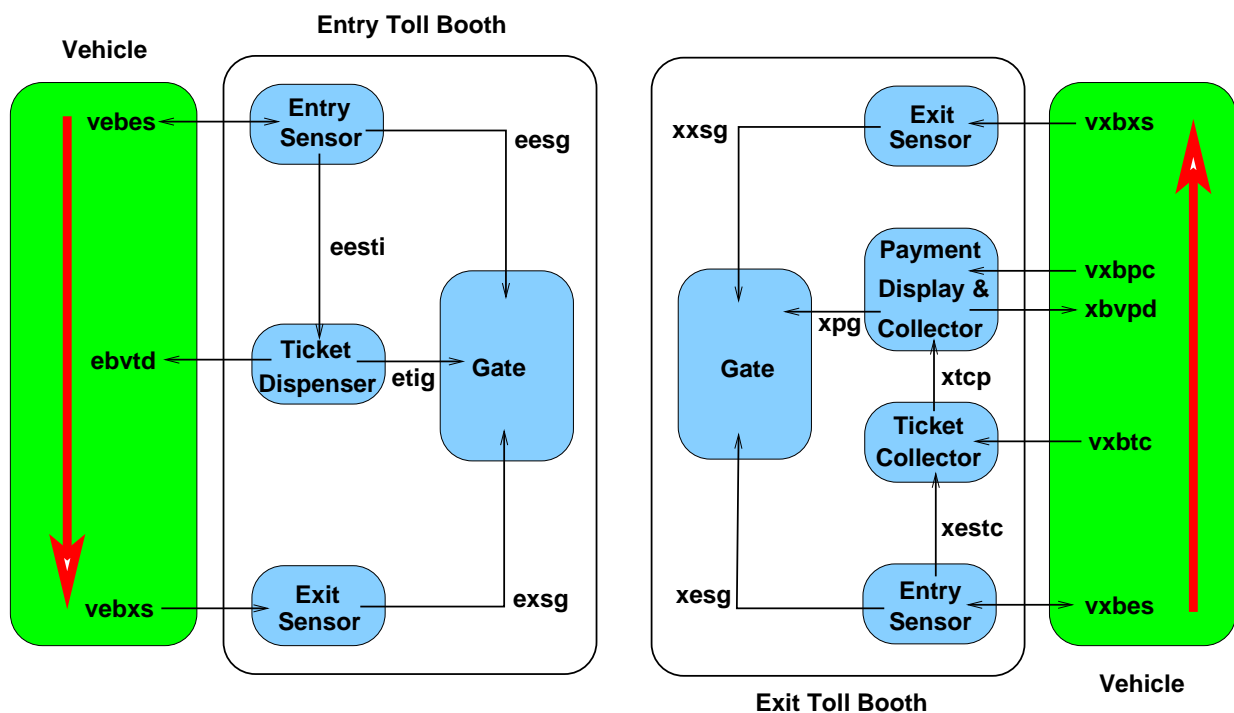 Entry Toll Booth
Vehicle
vebes
Entry
Sensor
eesg
eesti
ebvtd
Ticket
Dispenser
etig
Gate
vebxs
Exit
Sensor
exsg
xxsg
Exit
Sensor
vxbxs
Payment
Display &
Collector
vxbpc
xbvpd
xpg
Gate
xtcp
Ticket
Collector
vxbtc
xestc
xesg
Entry
Sensor
vxbes
Exit Toll Booth
Vehicle